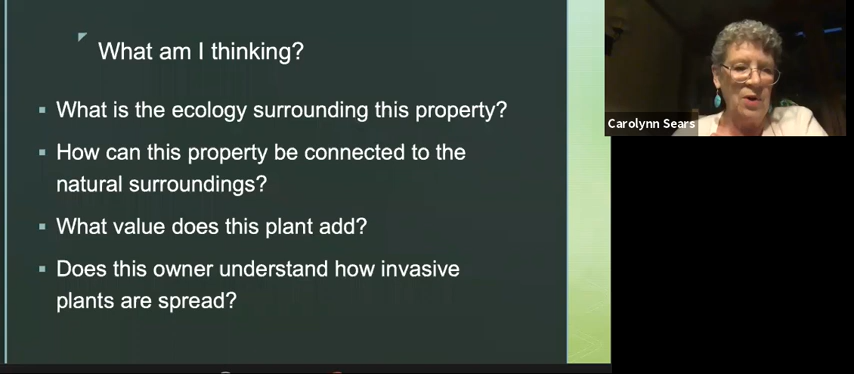 What am I thinking?
▪ What is the ecology surrounding this property?
▪ How can this property be connected to the
natural surroundings?
▪ What value does this plant add?
▪ Does this owner understand how invasive
plants are spread?
Carolynn Sears